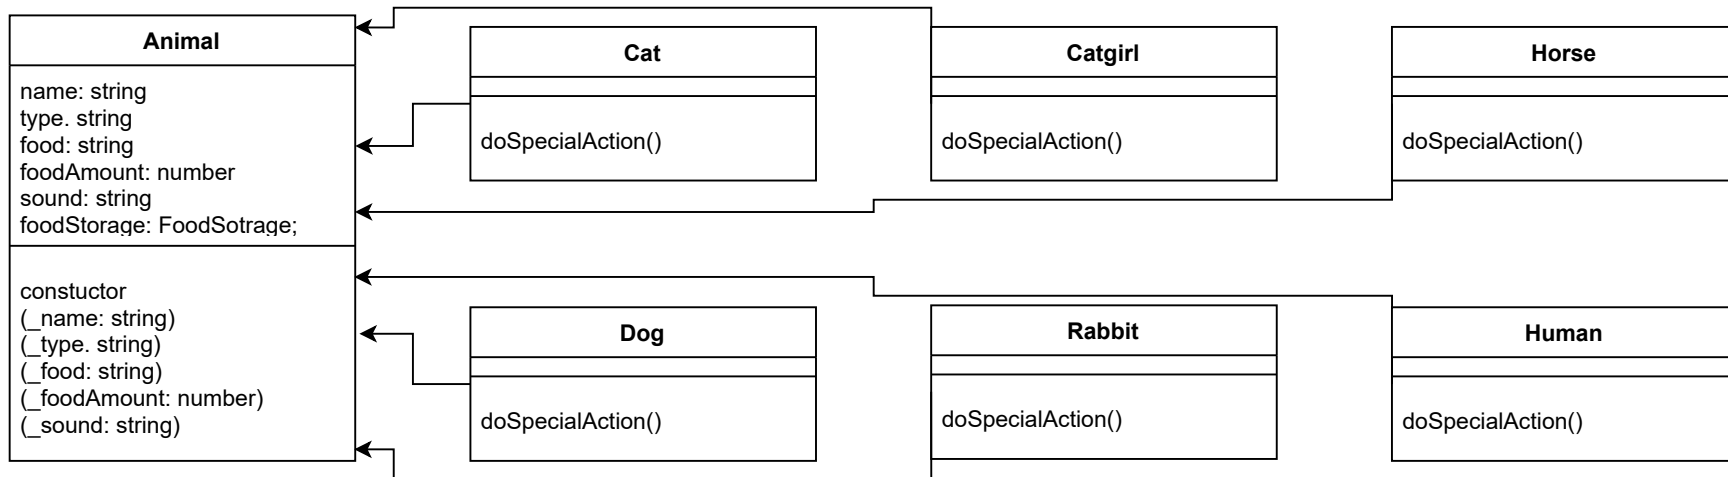 Animal
name: string
type. string
food: string
foodAmount: number
sound: string
foodStorage: FoodSotrage;
constuctor
(_name: string)
(_type. string)
(_food: string)
(_foodAmount: number)
(_sound: string)
Cat
doSpecialAction()
Catgirl
doSpecialAction()
Horse
doSpecialAction()
Dog
doSpecialAction()
Rabbit
doSpecialAction()
Human
doSpecialAction()